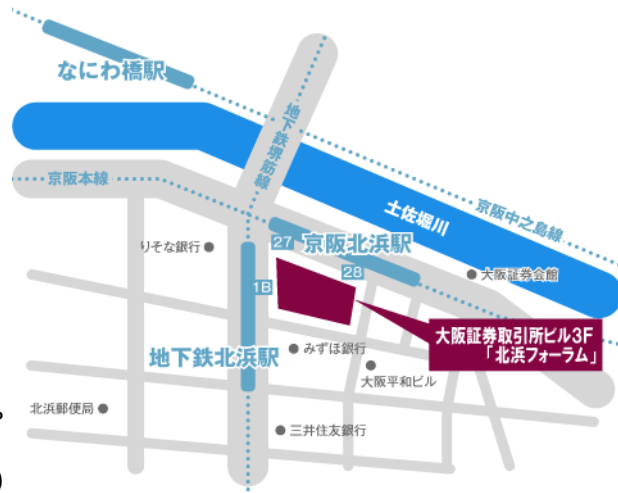 なにわ橋駅
地下鉄堺筋線
京阪本線
土佐堀川
京阪中之島線
りそな銀行
27
京阪北浜駅
28
大阪証券会館
1B
大阪証券取引所ビル3F
「北浜フォーラム」
地下鉄北浜駅
みずほ銀行
大阪平和ビル
北浜郵便局
三井住友銀行